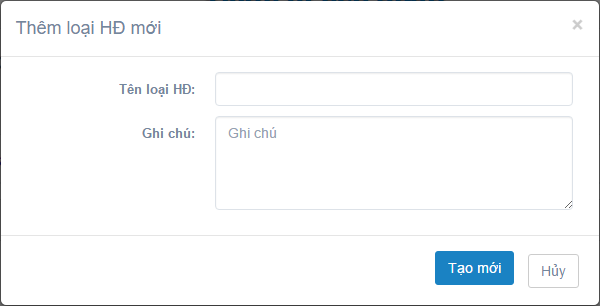 Thêm loại HĐ mới
×
Tên loại HĐ:
Ghi chú:
Ghi chú
Tạo mới
Hủy